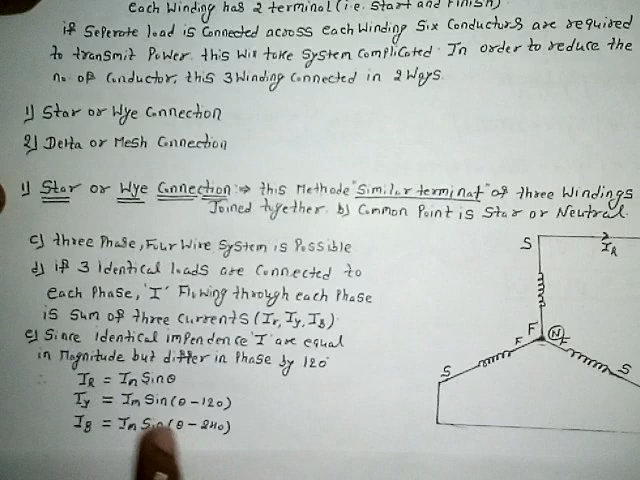 each Winding has 2 terminal (i.e. Start and Finish)
if Seperate load is Connected across each Winding Six Conductors are required
to transmit Power. this Will take System Complicated. In order to reduce the
no. of Conductor, this 3 Winding Connected in 2 Ways.
1) Star or Wye Connection
2) Delta or Mesh Connection
1) Star or Wye Connection :⇒ this Methode "Similar terminal" of three Windings
Joined together. b) Common Point is Star or Neutral.
c) three Phase, Four Wire System is Possible
d) if 3 Identical loads are Connected to
each Phase, 'I' Flowing through each Phase
is Sum of three Currents (Ir, Iy, IB)
e) Since identical impendence 'I' are equal
in Magnitude but differ in Phase by 120°
∴ IR = Im Sinθ
Iy = Im Sin(θ-120)
IB = Im Sin(θ-240)
S
IR
F
N
F
F
S
S